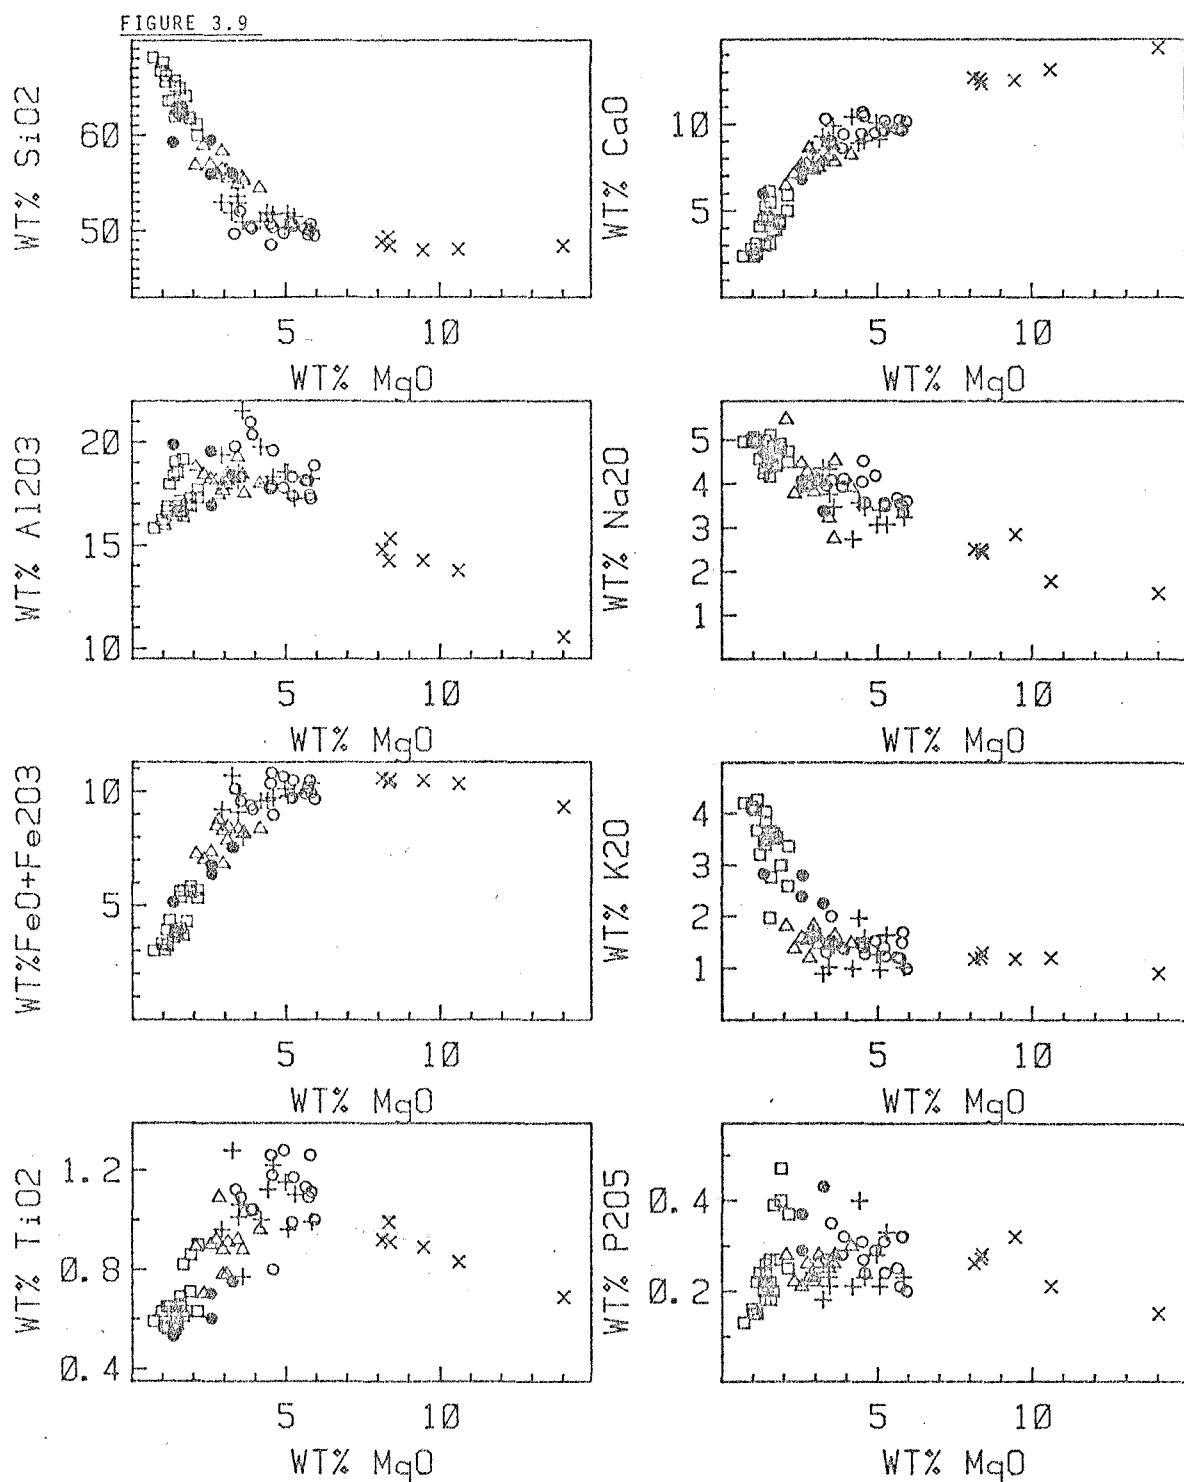 FIGURE 3.9
WT% SiO2
60
50
5 10
WT% MgO
WT% CaO
10
5
5 10
WT% MgO
WT% Al2O3
20
15
10
5 10
WT% MgO
WT% Na2O
5
4
3
2
1
5 10
WT% MgO
WT%FeO+Fe2O3
10
5
5 10
WT% MgO
WT% K2O
4
3
2
1
5 10
WT% MgO
WT% TiO2
1.2
0.8
0.4
5 10
WT% MgO
WT% P2O5
0.4
0.2
5 10
WT% MgO